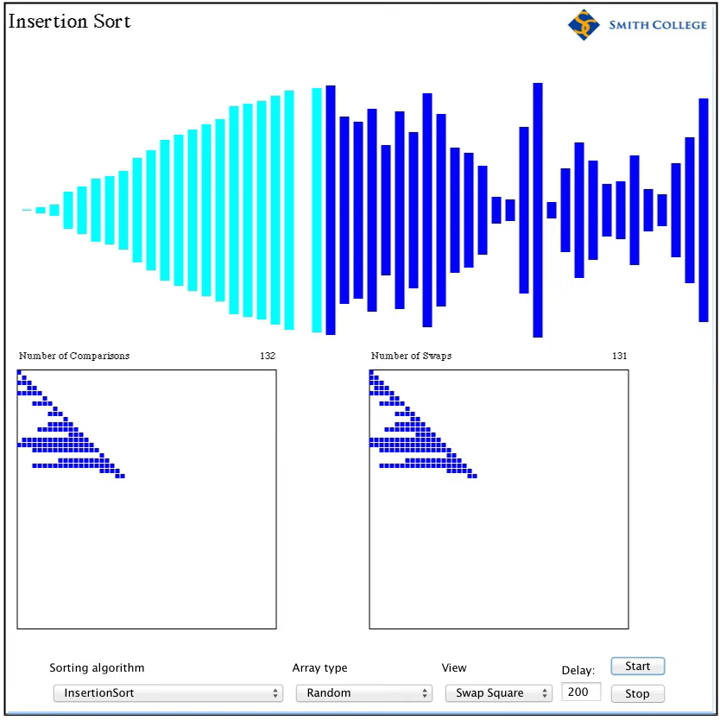 Insertion Sort
SMITH COLLEGE
Number of Comparisons 132
Number of Swaps 131
Sorting algorithm
Array type
View
Delay:
Start
InsertionSort
Random
Swap Square
200
Stop